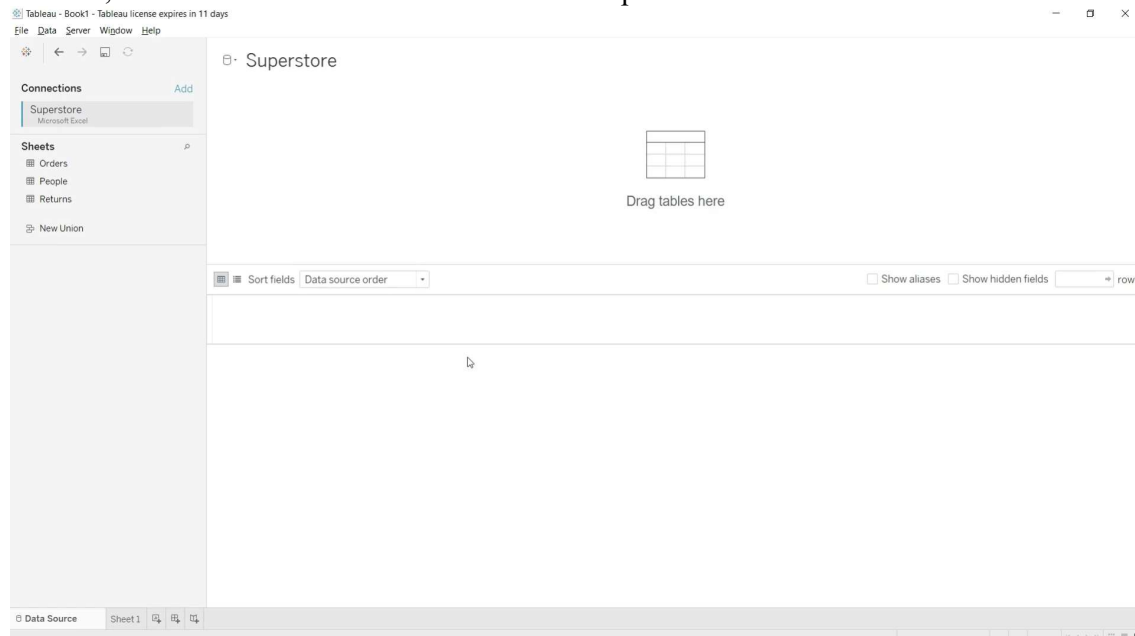 Tableau - Book1 - Tableau license expires in 11 days
File Data Server Window Help
Superstore
Connections Add
Superstore
Microsoft Excel
Sheets
Orders
People
Returns
New Union
Drag tables here
Sort fields Data source order Show aliases Show hidden fields row
Data Source Sheet 1